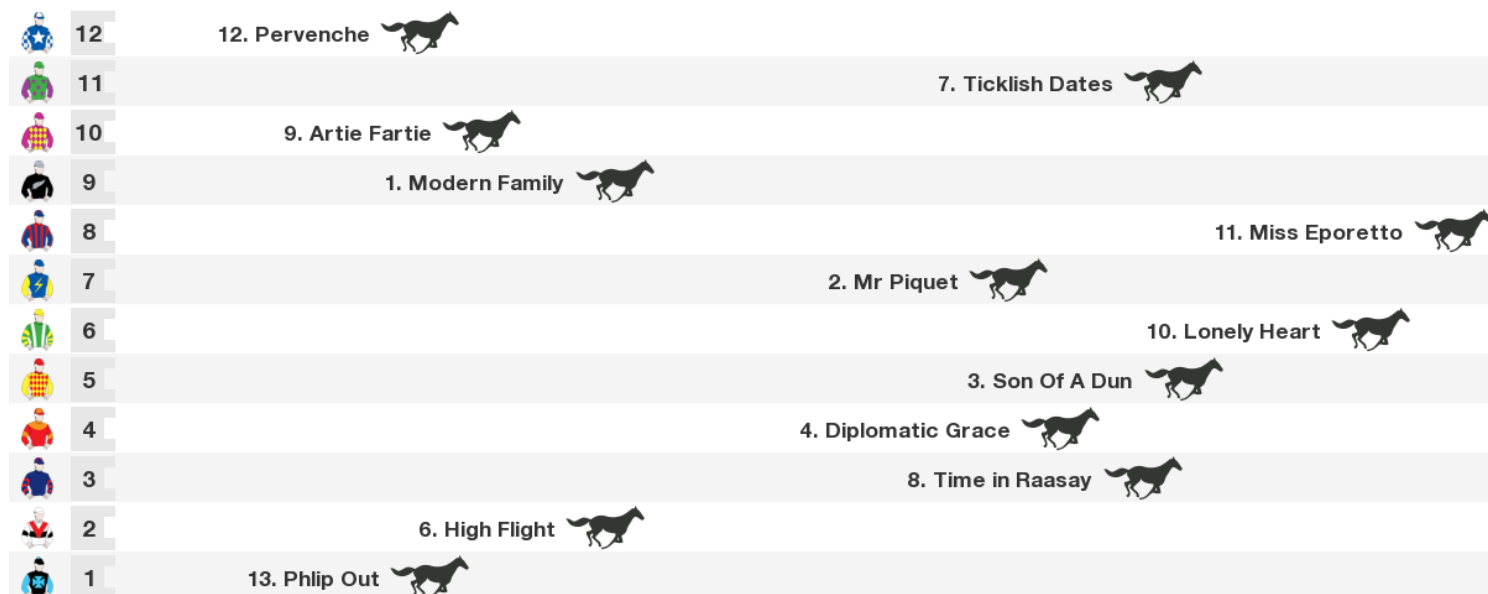 12 12. Pervenche
11 7. Ticklish Dates
10 9. Artie Fartie
9 1. Modern Family
8 11. Miss Eporetto
7 2. Mr Piquet
6 10. Lonely Heart
5 3. Son Of A Dun
4 4. Diplomatic Grace
3 8. Time in Raasay
2 6. High Flight
1 13. Phlip Out